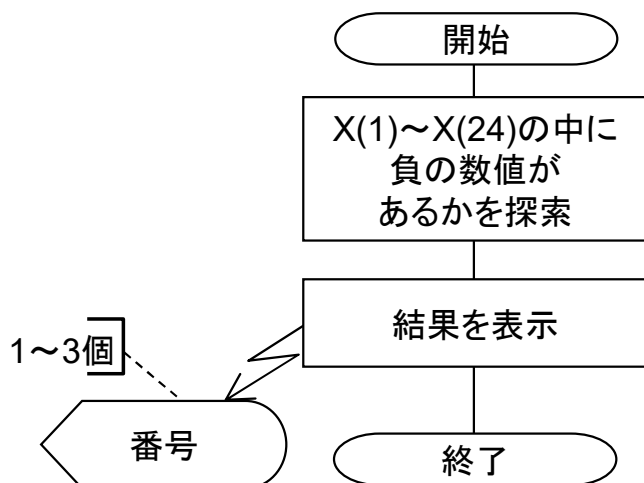 開始
X(1)～X(24)の中に
負の数値が
あるかを探索
結果を表示
1～3個
番号
終了